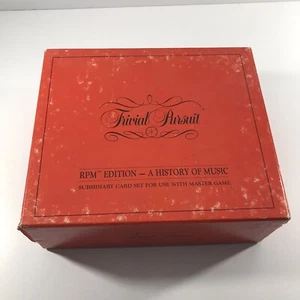 Trivial Pursuit
RPM™ EDITION — A HISTORY OF MUSIC
SUBSIDIARY CARD SET FOR USE WITH MASTER GAME